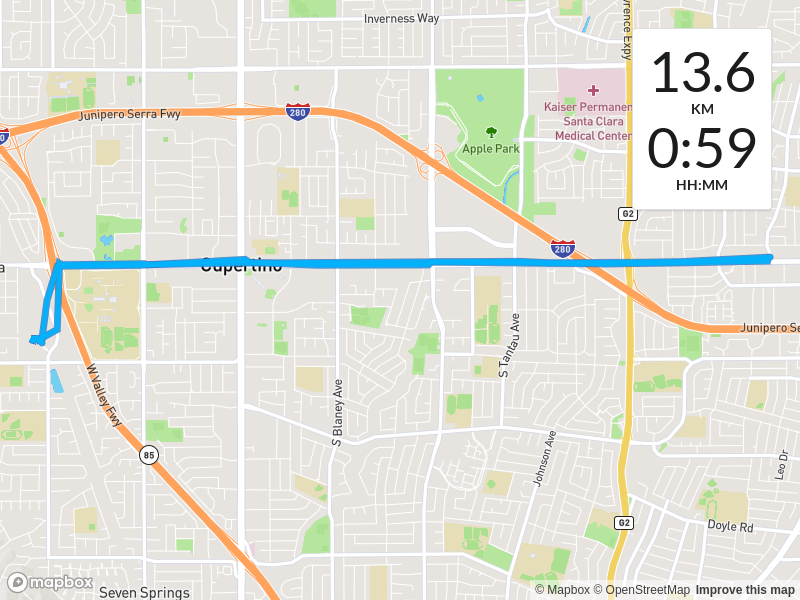 Inverness Way
rence Expy
13.6
KM
0:59
HH:MM
Junipero Serra Fwy
280
Kaiser Permanen
Santa Clara
Medical Center
Apple Park
G2
280
a
Cupertino
Junipero Se
S Tantau Ave
W Valley Fwy
S Blaney Ave
85
Johnson Ave
Leo Dr
G2
Doyle Rd
mapbox
Seven Springs
© Mapbox © OpenStreetMap Improve this map